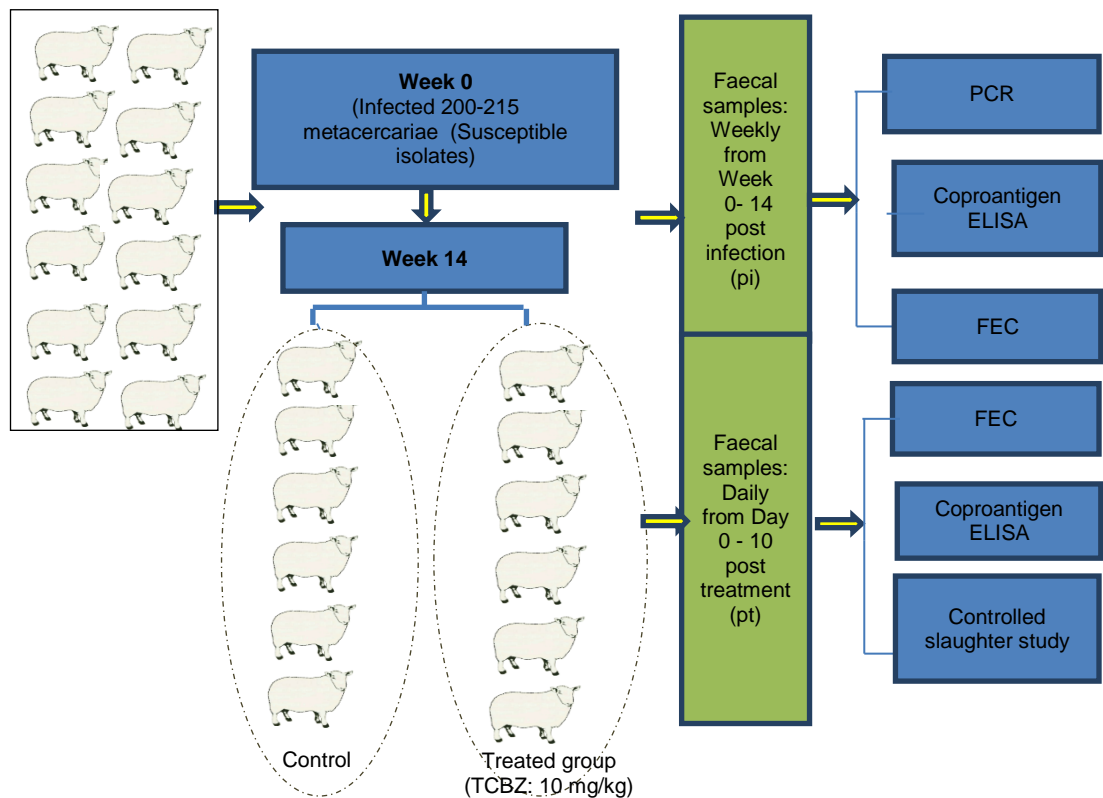 Week 0
(Infected 200-215
metacercariae (Susceptible
isolates)
Week 14
Control
Treated group
(TCBZ: 10 mg/kg)
Faecal
samples:
Weekly
from
Week
0- 14
post
infection
(pi)
Faecal
samples:
Daily
from Day
0 - 10
post
treatment
(pt)
PCR
Coproantigen
ELISA
FEC
FEC
Coproantigen
ELISA
Controlled
slaughter study